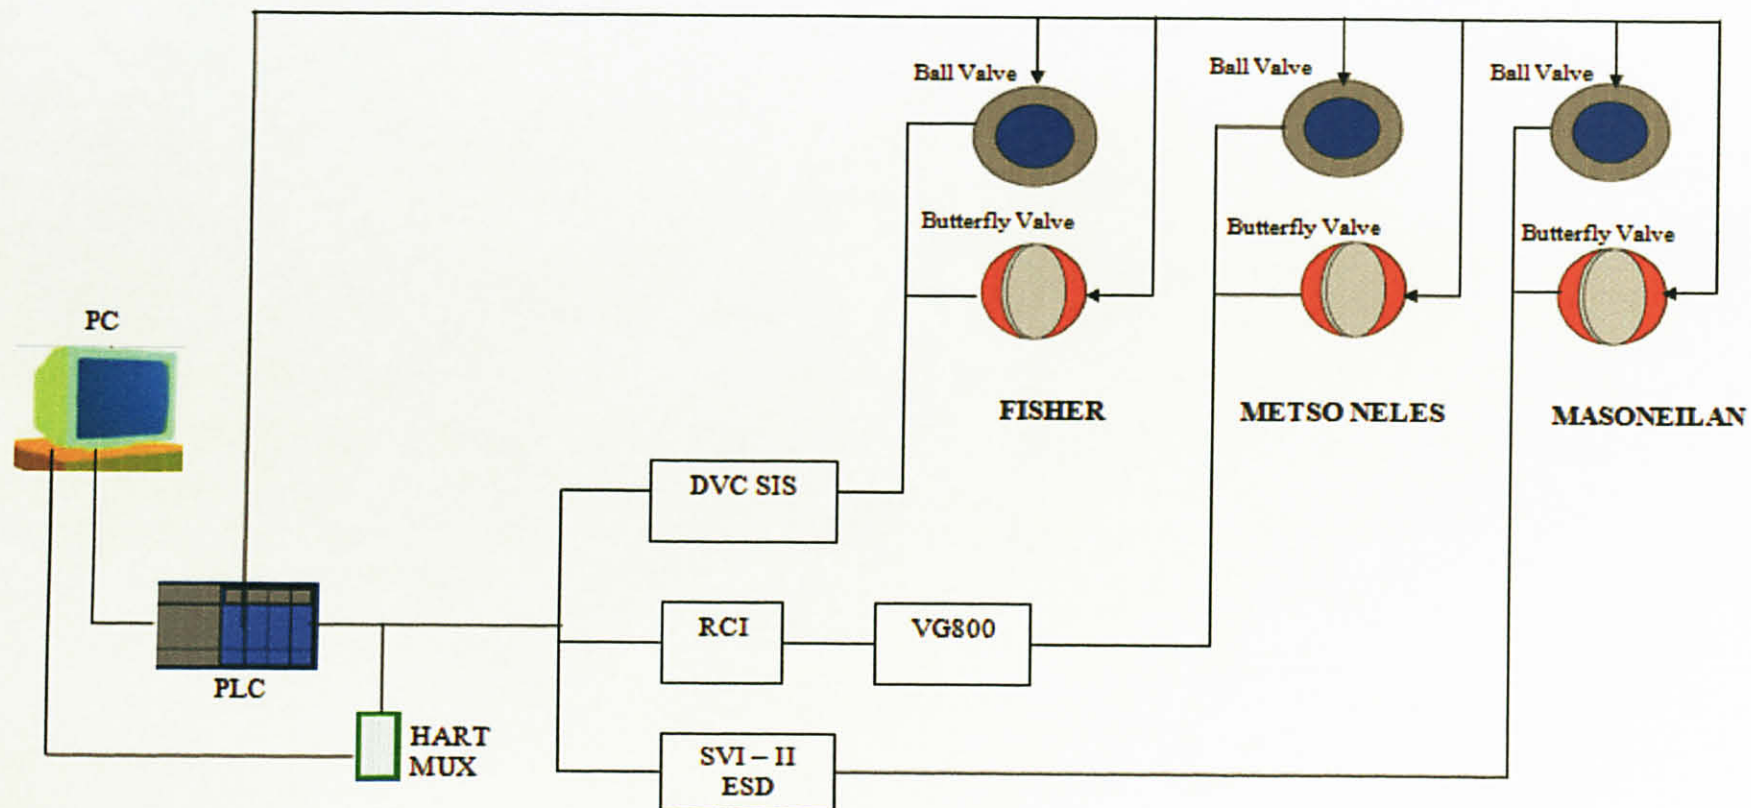 Ball Valve
Ball Valve
Ball Valve
Butterfly Valve
Butterfly Valve
Butterfly Valve
PC
FISHER
METSO NELES
MASONEILAN
DVC SIS
RCI
VG800
PLC
HART
MUX
SVI – II
ESD